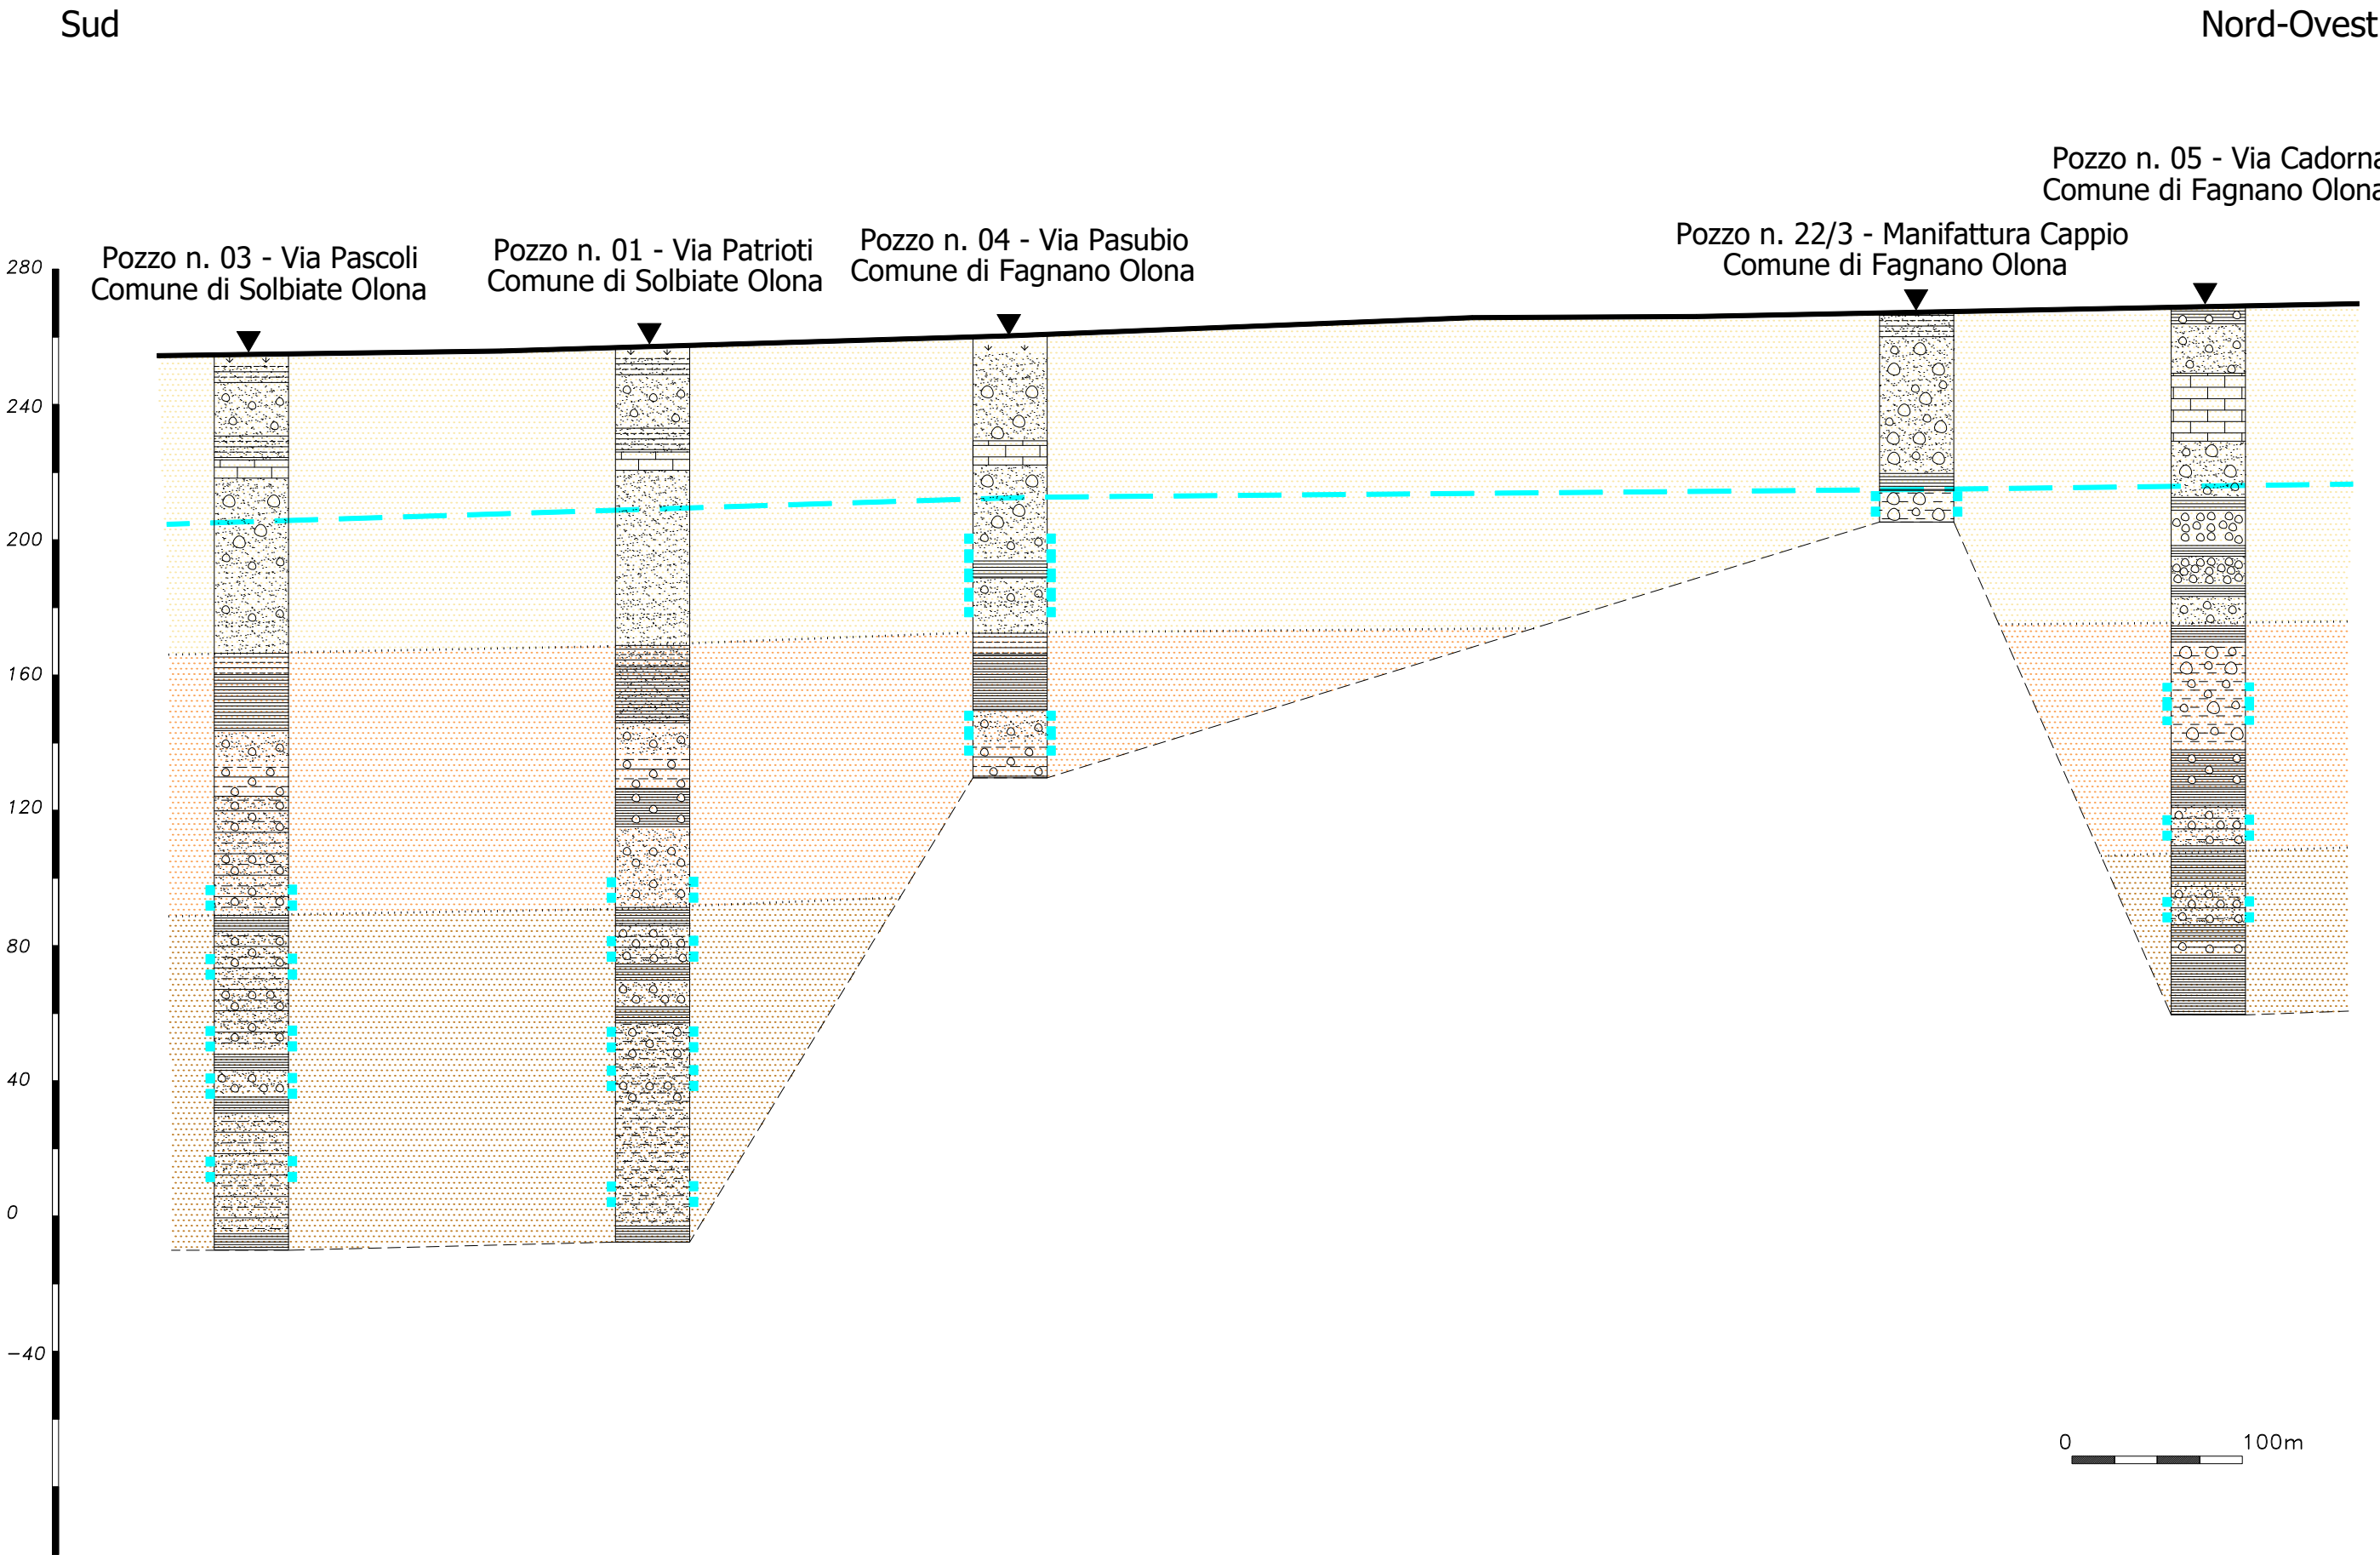 Sud
Nord-Ovest
Pozzo n. 05 - Via Cadorna
Comune di Fagnano Olona
Pozzo n. 22/3 - Manifattura Cappio
Comune di Fagnano Olona
Pozzo n. 04 - Via Pasubio
Comune di Fagnano Olona
Pozzo n. 01 - Via Patrioti
Comune di Solbiate Olona
Pozzo n. 03 - Via Pascoli
Comune di Solbiate Olona
280
240
200
160
120
80
40
0
-40
0 100m